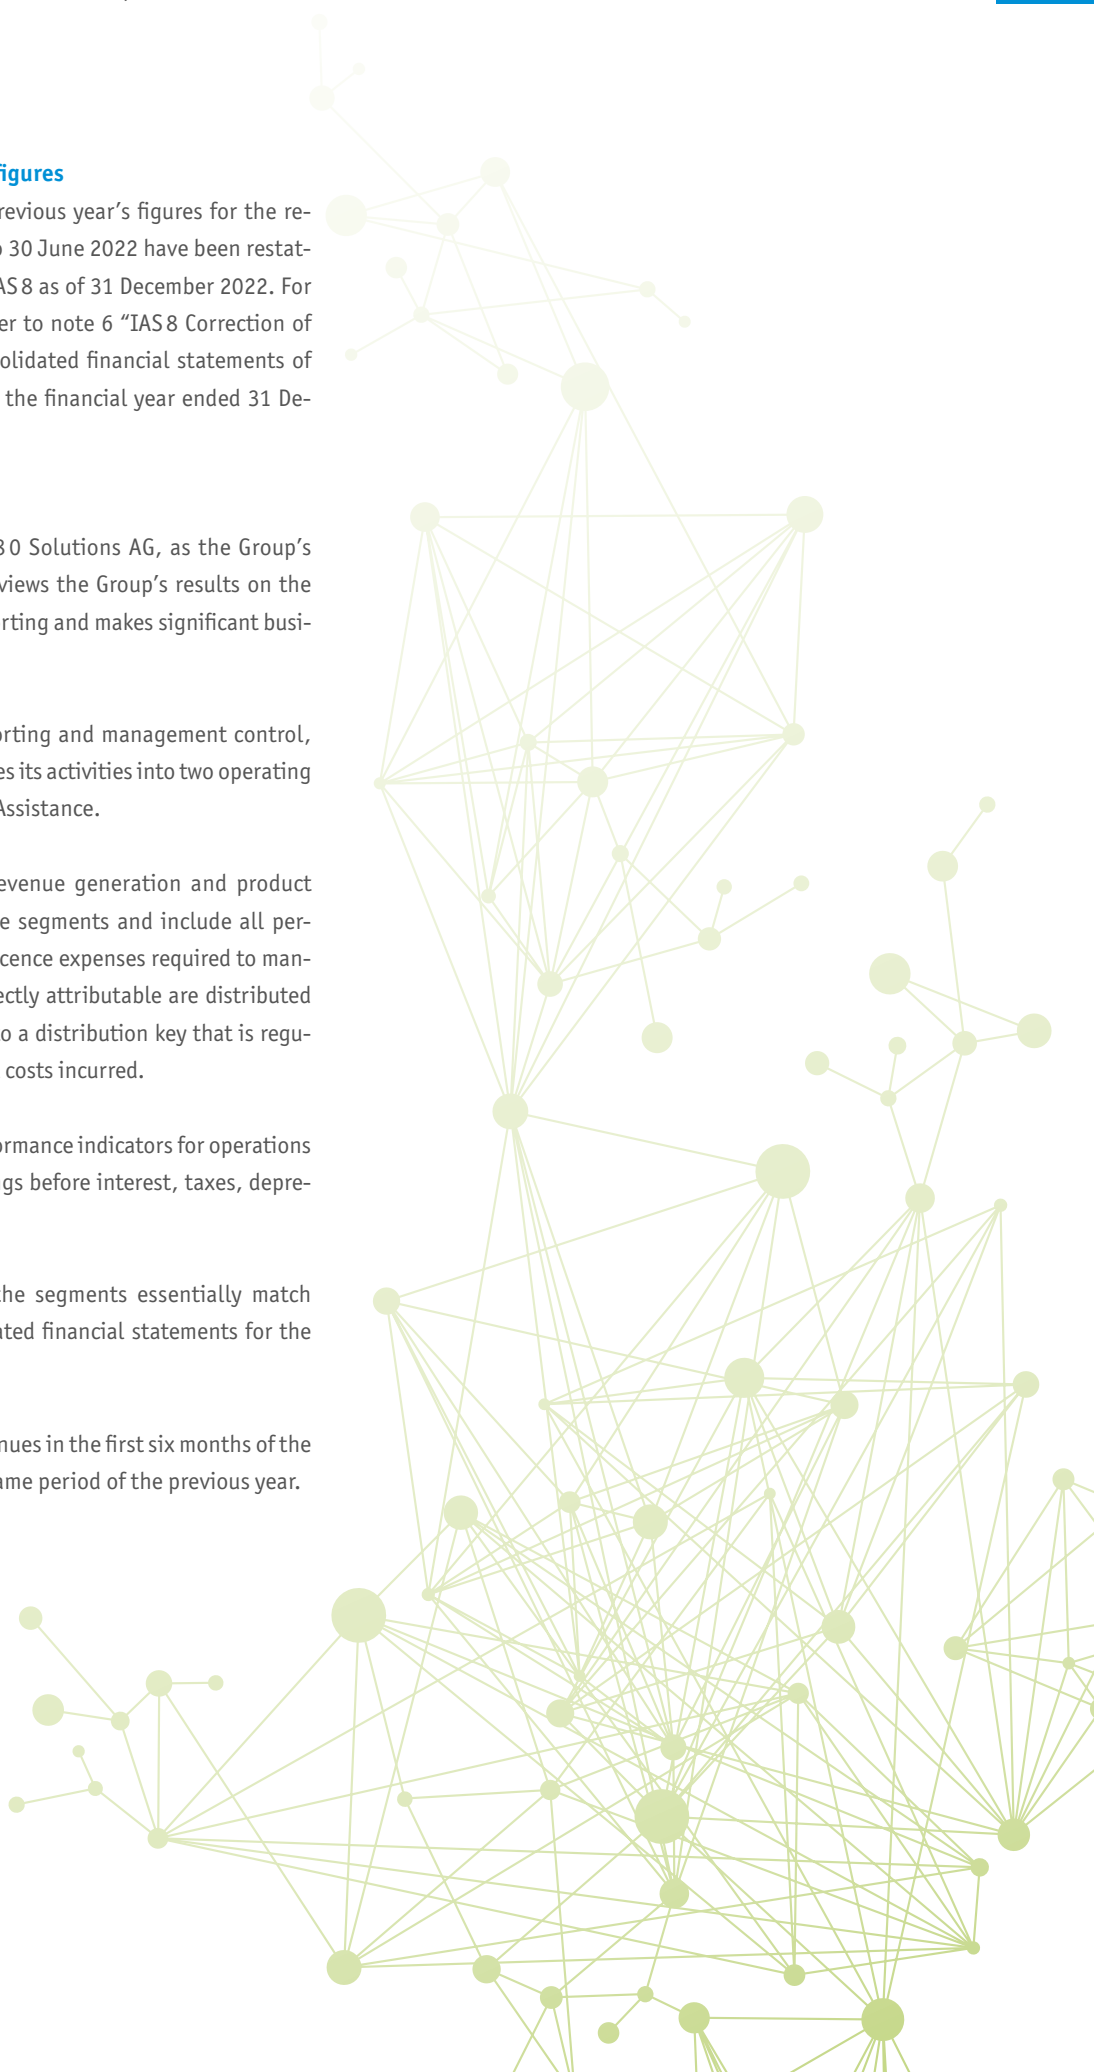 figures
revious year's figures for the re-
o 30 June 2022 have been restat-
AS 8 as of 31 December 2022. For
er to note 6 “IAS 8 Correction of
olidated financial statements of
the financial year ended 31 De-
80 Solutions AG, as the Group's
views the Group's results on the
rting and makes significant busi-
orting and management control,
es its activities into two operating
Assistance.
evenue generation and product
e segments and include all per-
icence expenses required to man-
ectly attributable are distributed
o a distribution key that is regu-
costs incurred.
ormance indicators for operations
ngs before interest, taxes, depre-
the segments essentially match
ated financial statements for the
nues in the first six months of the
ame period of the previous year.